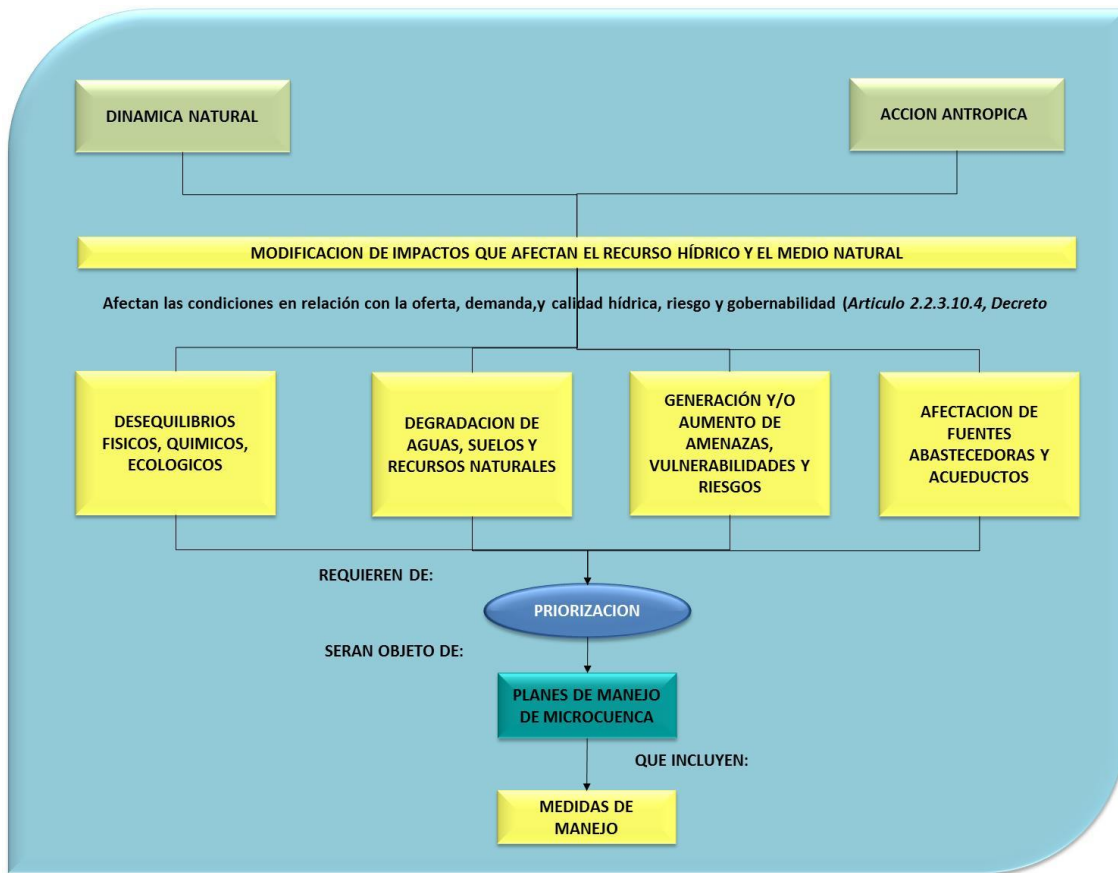 DINAMICA NATURAL
ACCION ANTROPICA
MODIFICACION DE IMPACTOS QUE AFECTAN EL RECURSO HÍDRICO Y EL MEDIO NATURAL
Afectan las condiciones en relación con la oferta, demanda,y calidad hídrica, riesgo y gobernabilidad (Artículo 2.2.3.10.4, Decreto
DESEQUILIBRIOS
FISICOS, QUIMICOS,
ECOLOGICOS
DEGRADACION DE
AGUAS, SUELOS Y
RECURSOS NATURALES
GENERACIÓN Y/O
AUMENTO DE
AMENAZAS,
VULNERABILIDADES Y
RIESGOS
AFECTACION DE
FUENTES
ABASTECEDORAS Y
ACUEDUCTOS
REQUIEREN DE:
PRIORIZACION
SERAN OBJETO DE:
PLANES DE MANEJO
DE MICROCUENCA
QUE INCLUYEN:
MEDIDAS DE
MANEJO